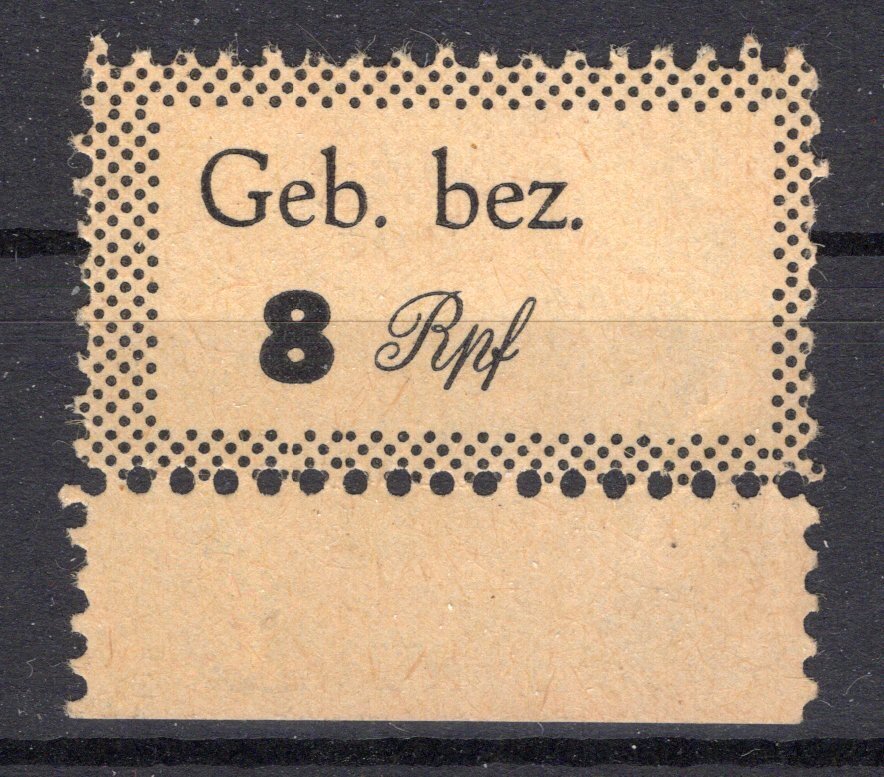 Geb. bez.
8 Rpf